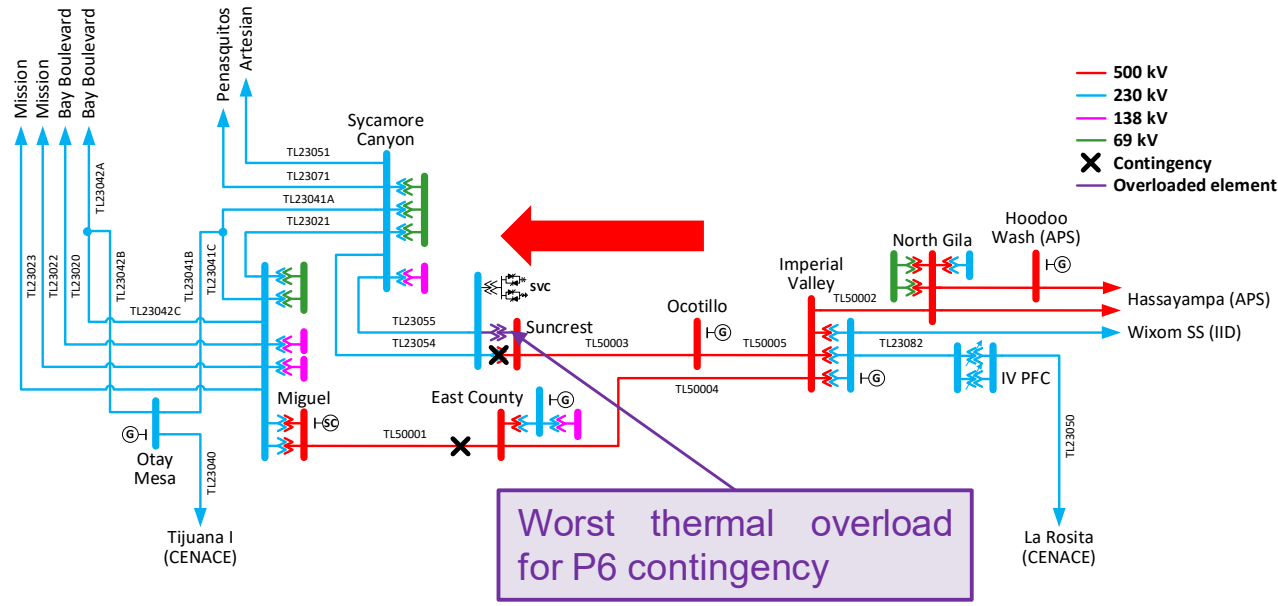 Mission
Mission
Bay Boulevard
Bay Boulevard
Penasquitos
Artesian
Sycamore
Canyon
500 kV
230 kV
138 kV
69 kV
Contingency
Overloaded element
TL23051
TL23071
TL23041A
TL23021
TL23042A
TL23023
TL23022
TL23020
TL23042B
TL23041B
TL23041C
TL23042C
SVC
TL23055
TL23054
Suncrest
TL50003
Ocotillo
G
TL50005
Imperial
Valley
TL50002
North Gila
Hoodoo
Wash (APS)
G
Hassayampa (APS)
Wixom SS (IID)
TL23082
IV PFC
G
TL50004
TL23050
Miguel
SC
East County
G
TL50001
G
Otay
Mesa
TL23040
Tijuana I
(CENACE)
La Rosita
(CENACE)
Worst thermal overload
for P6 contingency